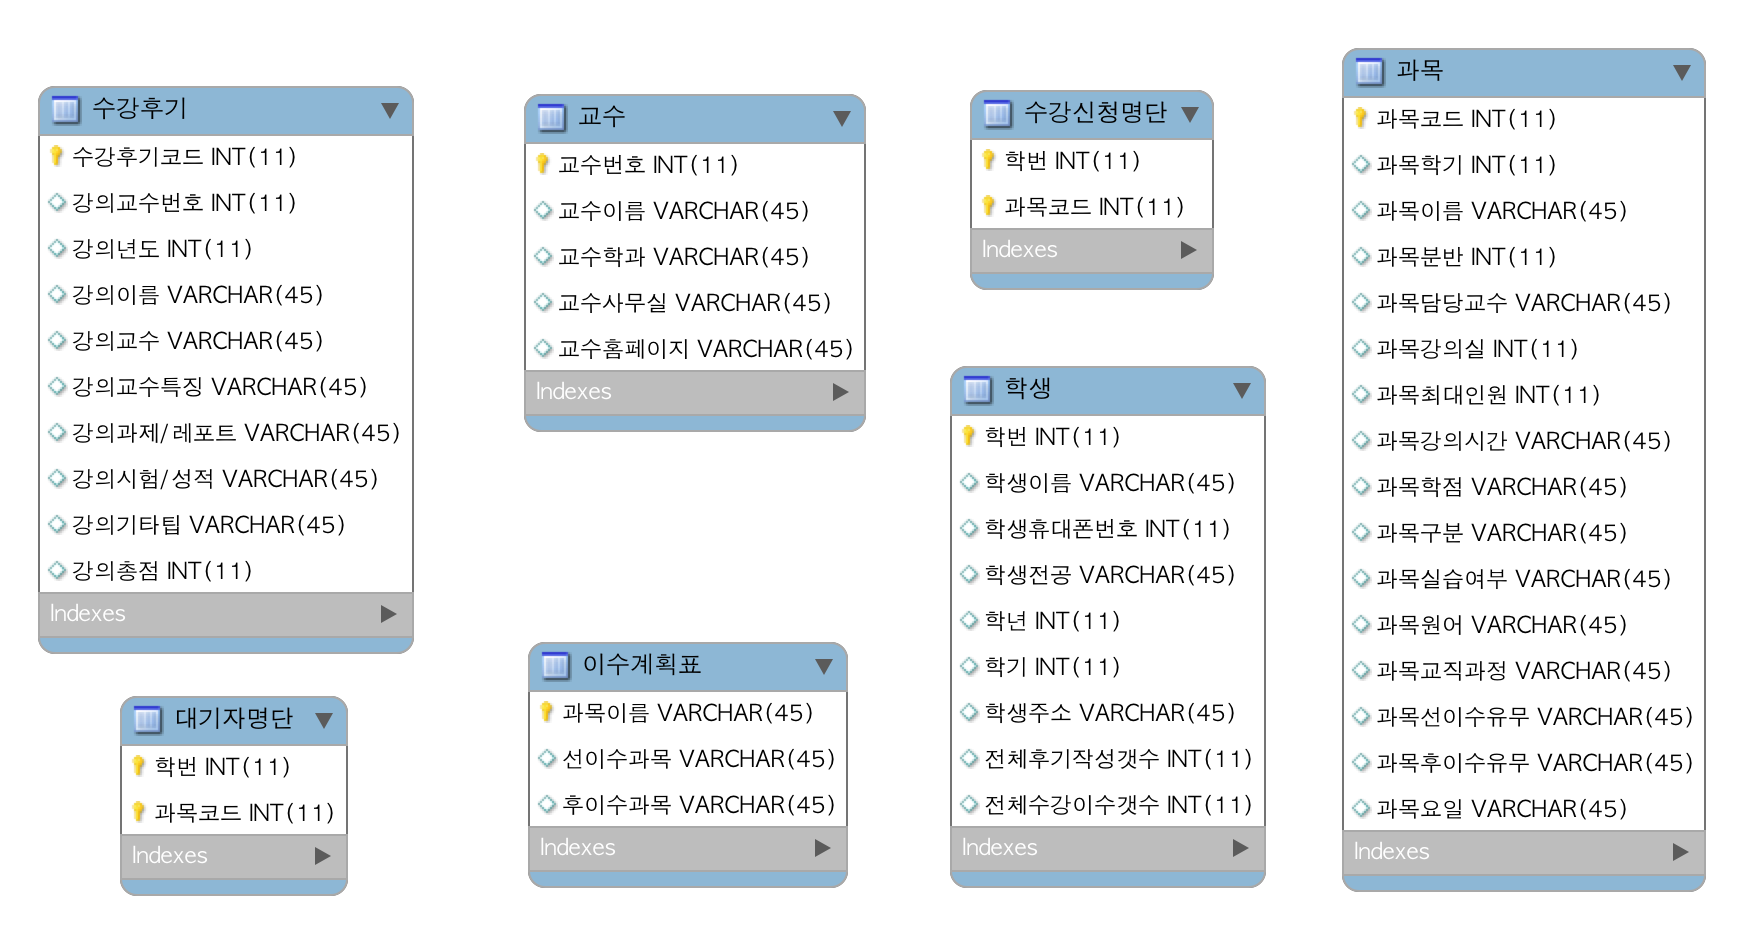 수강후기
수강후기코드 INT(11)
강의교수번호 INT(11)
강의년도 INT(11)
강의이름 VARCHAR(45)
강의교수 VARCHAR(45)
강의교수특징 VARCHAR(45)
강의과제/레포트 VARCHAR(45)
강의시험/성적 VARCHAR(45)
강의기타팁 VARCHAR(45)
강의총점 INT(11)
Indexes
대기자명단
학번 INT(11)
과목코드 INT(11)
Indexes
교수
교수번호 INT(11)
교수이름 VARCHAR(45)
교수학과 VARCHAR(45)
교수사무실 VARCHAR(45)
교수홈페이지 VARCHAR(45)
Indexes
이수계획표
과목이름 VARCHAR(45)
선이수과목 VARCHAR(45)
후이수과목 VARCHAR(45)
Indexes
수강신청명단
학번 INT(11)
과목코드 INT(11)
Indexes
학생
학번 INT(11)
학생이름 VARCHAR(45)
학생휴대폰번호 INT(11)
학생전공 VARCHAR(45)
학년 INT(11)
학기 INT(11)
학생주소 VARCHAR(45)
전체후기작성갯수 INT(11)
전체수강이수갯수 INT(11)
Indexes
과목
과목코드 INT(11)
과목학기 INT(11)
과목이름 VARCHAR(45)
과목분반 INT(11)
과목담당교수 VARCHAR(45)
과목강의실 INT(11)
과목최대인원 INT(11)
과목강의시간 VARCHAR(45)
과목학점 VARCHAR(45)
과목구분 VARCHAR(45)
과목실습여부 VARCHAR(45)
과목원어 VARCHAR(45)
과목교직과정 VARCHAR(45)
과목선이수유무 VARCHAR(45)
과목후이수유무 VARCHAR(45)
과목요일 VARCHAR(45)
Indexes